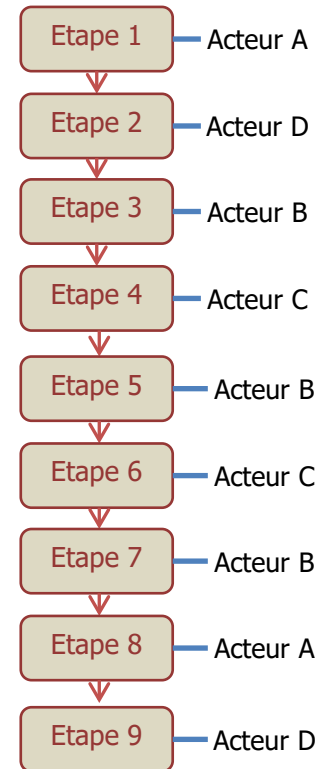 Etape 1 Acteur A
Etape 2 Acteur D
Etape 3 Acteur B
Etape 4 Acteur C
Etape 5 Acteur B
Etape 6 Acteur C
Etape 7 Acteur B
Etape 8 Acteur A
Etape 9 Acteur D